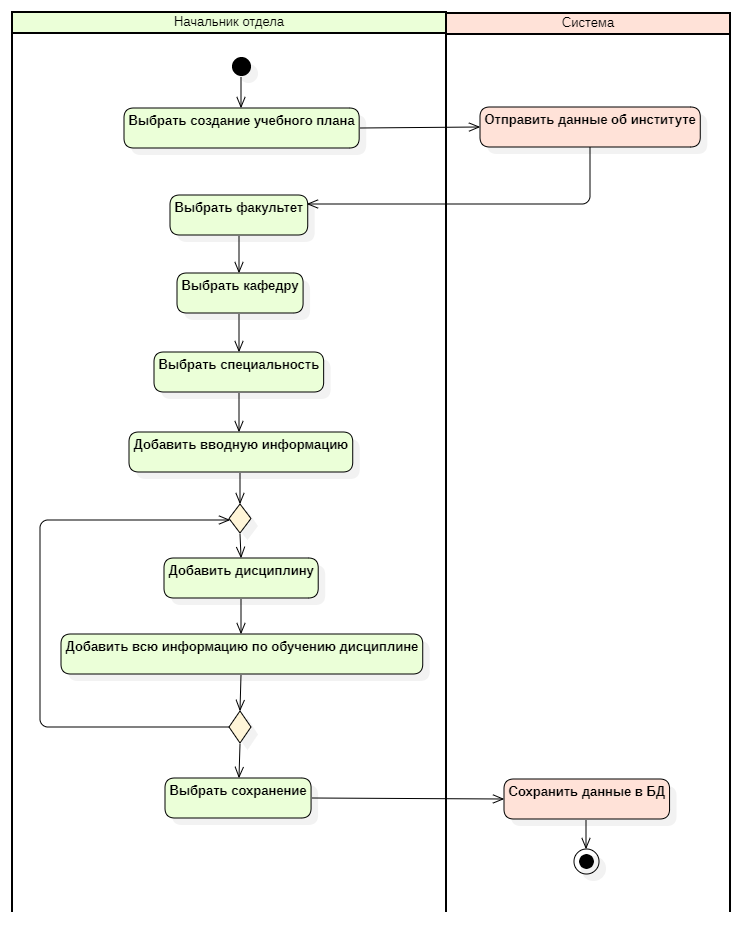 Начальник отдела
Система
Выбрать создание учебного плана
Отправить данные об институте
Выбрать факультет
Выбрать кафедру
Выбрать специальность
Добавить вводную информацию
Добавить дисциплину
Добавить всю информацию по обучению дисциплине
Выбрать сохранение
Сохранить данные в БД